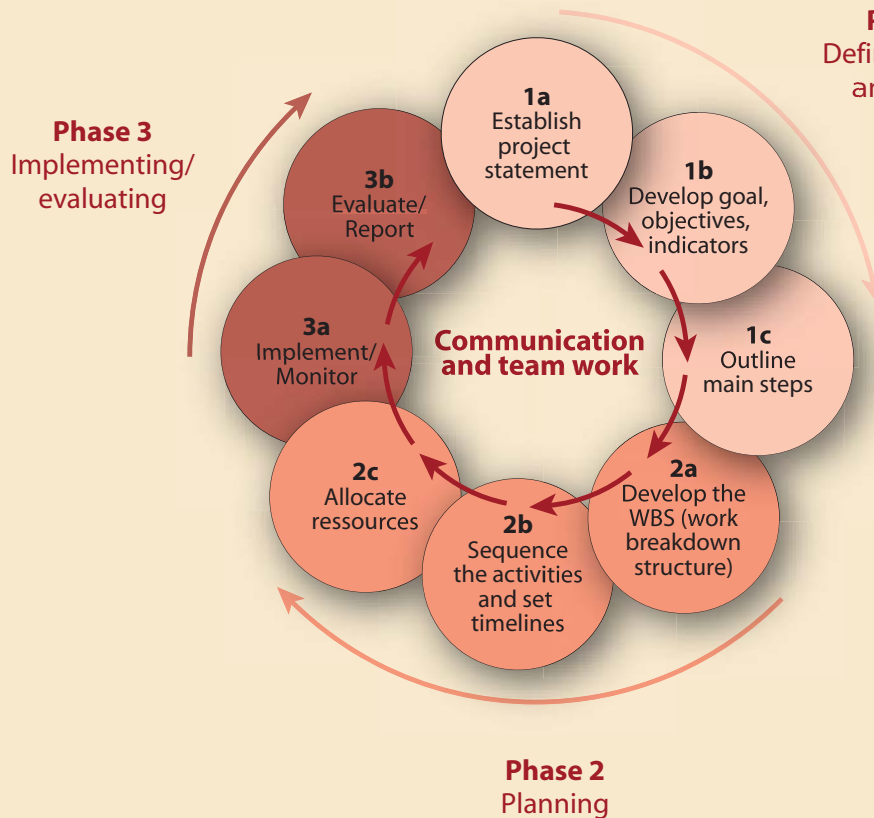 P
Defin
an
1a
Establish
project
statement
1b
Develop goal,
objectives,
indicators
1c
Outline
main steps
2a
Develop the
WBS (work
breakdown
structure)
2b
Sequence
the activities
and set
timelines
2c
Allocate
ressources
3a
Implement/
Monitor
3b
Evaluate/
Report
Communication
and team work
Phase 3
Implementing/
evaluating
Phase 2
Planning